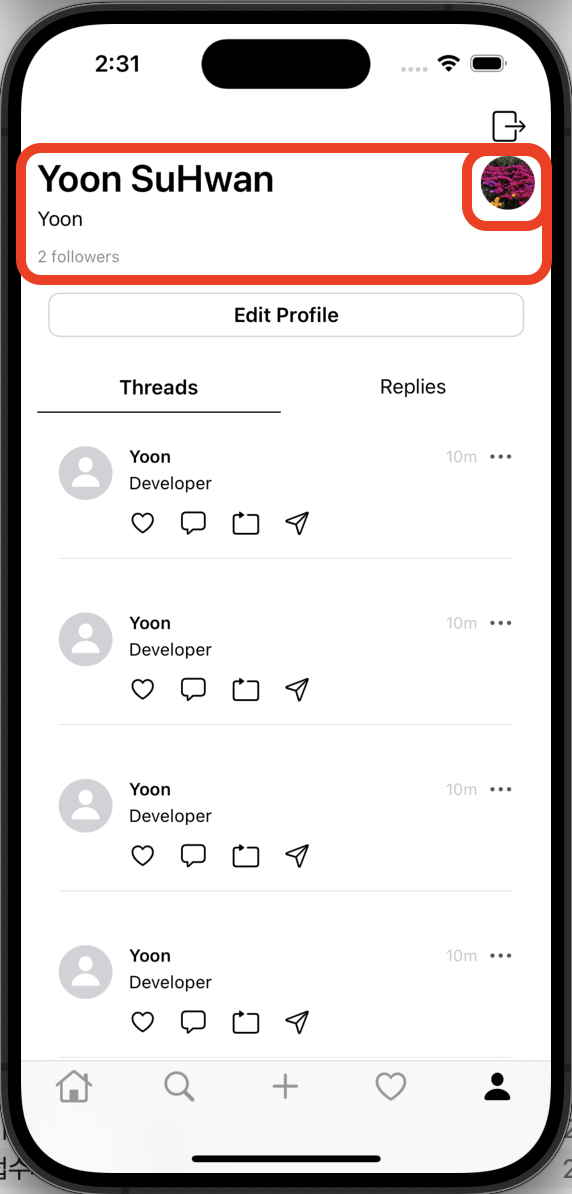 2:31
Yoon SuHwan
Yoon
2 followers
Edit Profile
Threads Replies
Yoon 10m
Developer
Yoon 10m
Developer
Yoon 10m
Developer
Yoon 10m
Developer